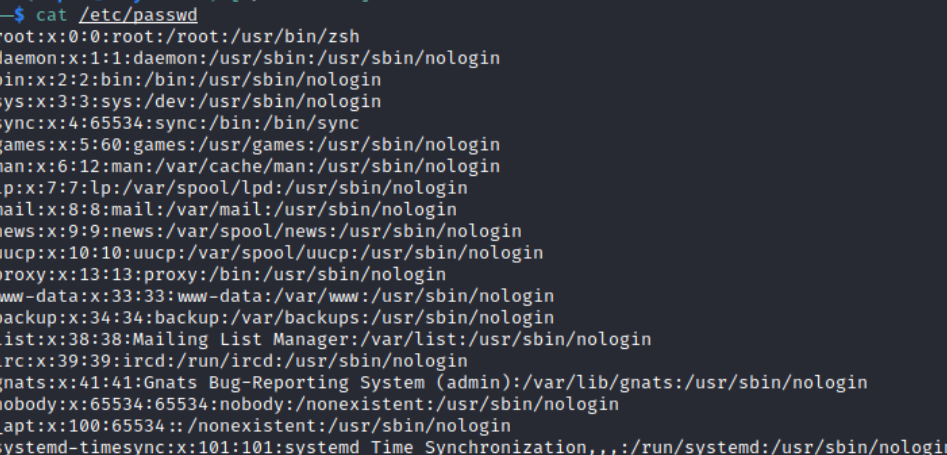 ─$ cat /etc/passwd
root:x:0:0:root:/root:/usr/bin/zsh
daemon:x:1:1:daemon:/usr/sbin:/usr/sbin/nologin
bin:x:2:2:bin:/bin:/usr/sbin/nologin
sys:x:3:3:sys:/dev:/usr/sbin/nologin
sync:x:4:65534:sync:/bin:/bin/sync
games:x:5:60:games:/usr/games:/usr/sbin/nologin
man:x:6:12:man:/var/cache/man:/usr/sbin/nologin
lp:x:7:7:lp:/var/spool/lpd:/usr/sbin/nologin
mail:x:8:8:mail:/var/mail:/usr/sbin/nologin
news:x:9:9:news:/var/spool/news:/usr/sbin/nologin
uucp:x:10:10:uucp:/var/spool/uucp:/usr/sbin/nologin
proxy:x:13:13:proxy:/bin:/usr/sbin/nologin
www-data:x:33:33:www-data:/var/www:/usr/sbin/nologin
backup:x:34:34:backup:/var/backups:/usr/sbin/nologin
list:x:38:38:Mailing List Manager:/var/list:/usr/sbin/nologin
irc:x:39:39:ircd:/run/ircd:/usr/sbin/nologin
gnats:x:41:41:Gnats Bug-Reporting System (admin):/var/lib/gnats:/usr/sbin/nologin
nobody:x:65534:65534:nobody:/nonexistent:/usr/sbin/nologin
_apt:x:100:65534::/nonexistent:/usr/sbin/nologin
systemd-timesync:x:101:101:systemd Time Synchronization,,,:/run/systemd:/usr/sbin/nologin